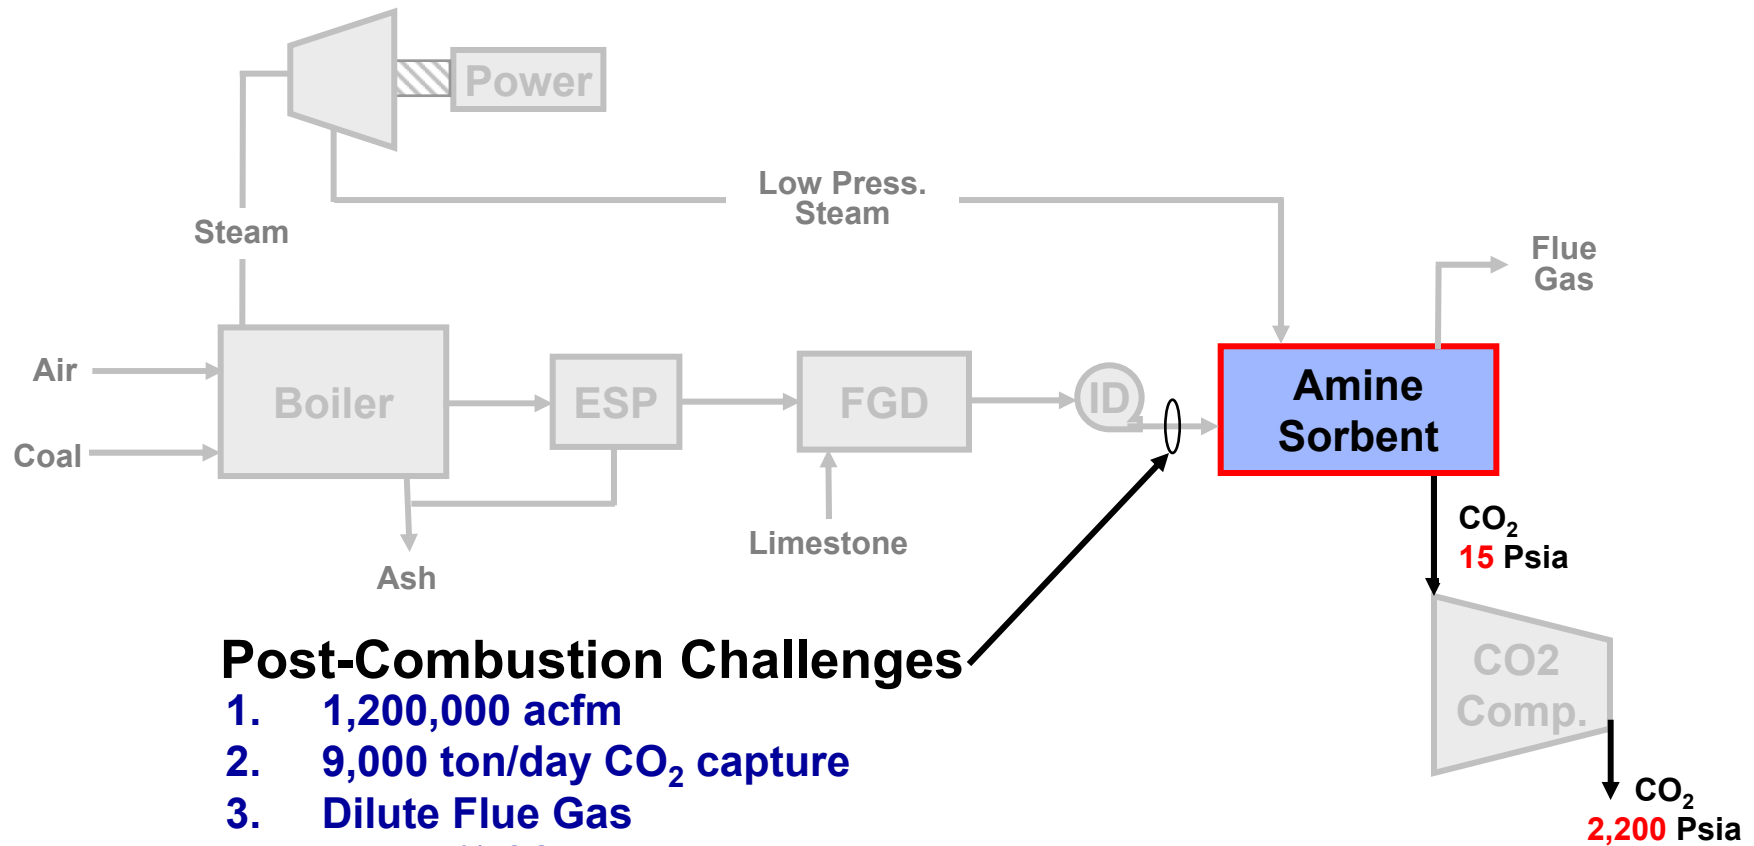 Power
Low Press.
Steam
Steam
Flue
Gas
Air
Boiler
ESP
FGD
ID
Amine
Sorbent
Coal
CO₂
15 Psia
Limestone
Ash
Post-Combustion Challenges
CO2
Comp.
1. 1,200,000 acfm
2. 9,000 ton/day CO₂ capture
3. Dilute Flue Gas
CO₂
2,200 Psia